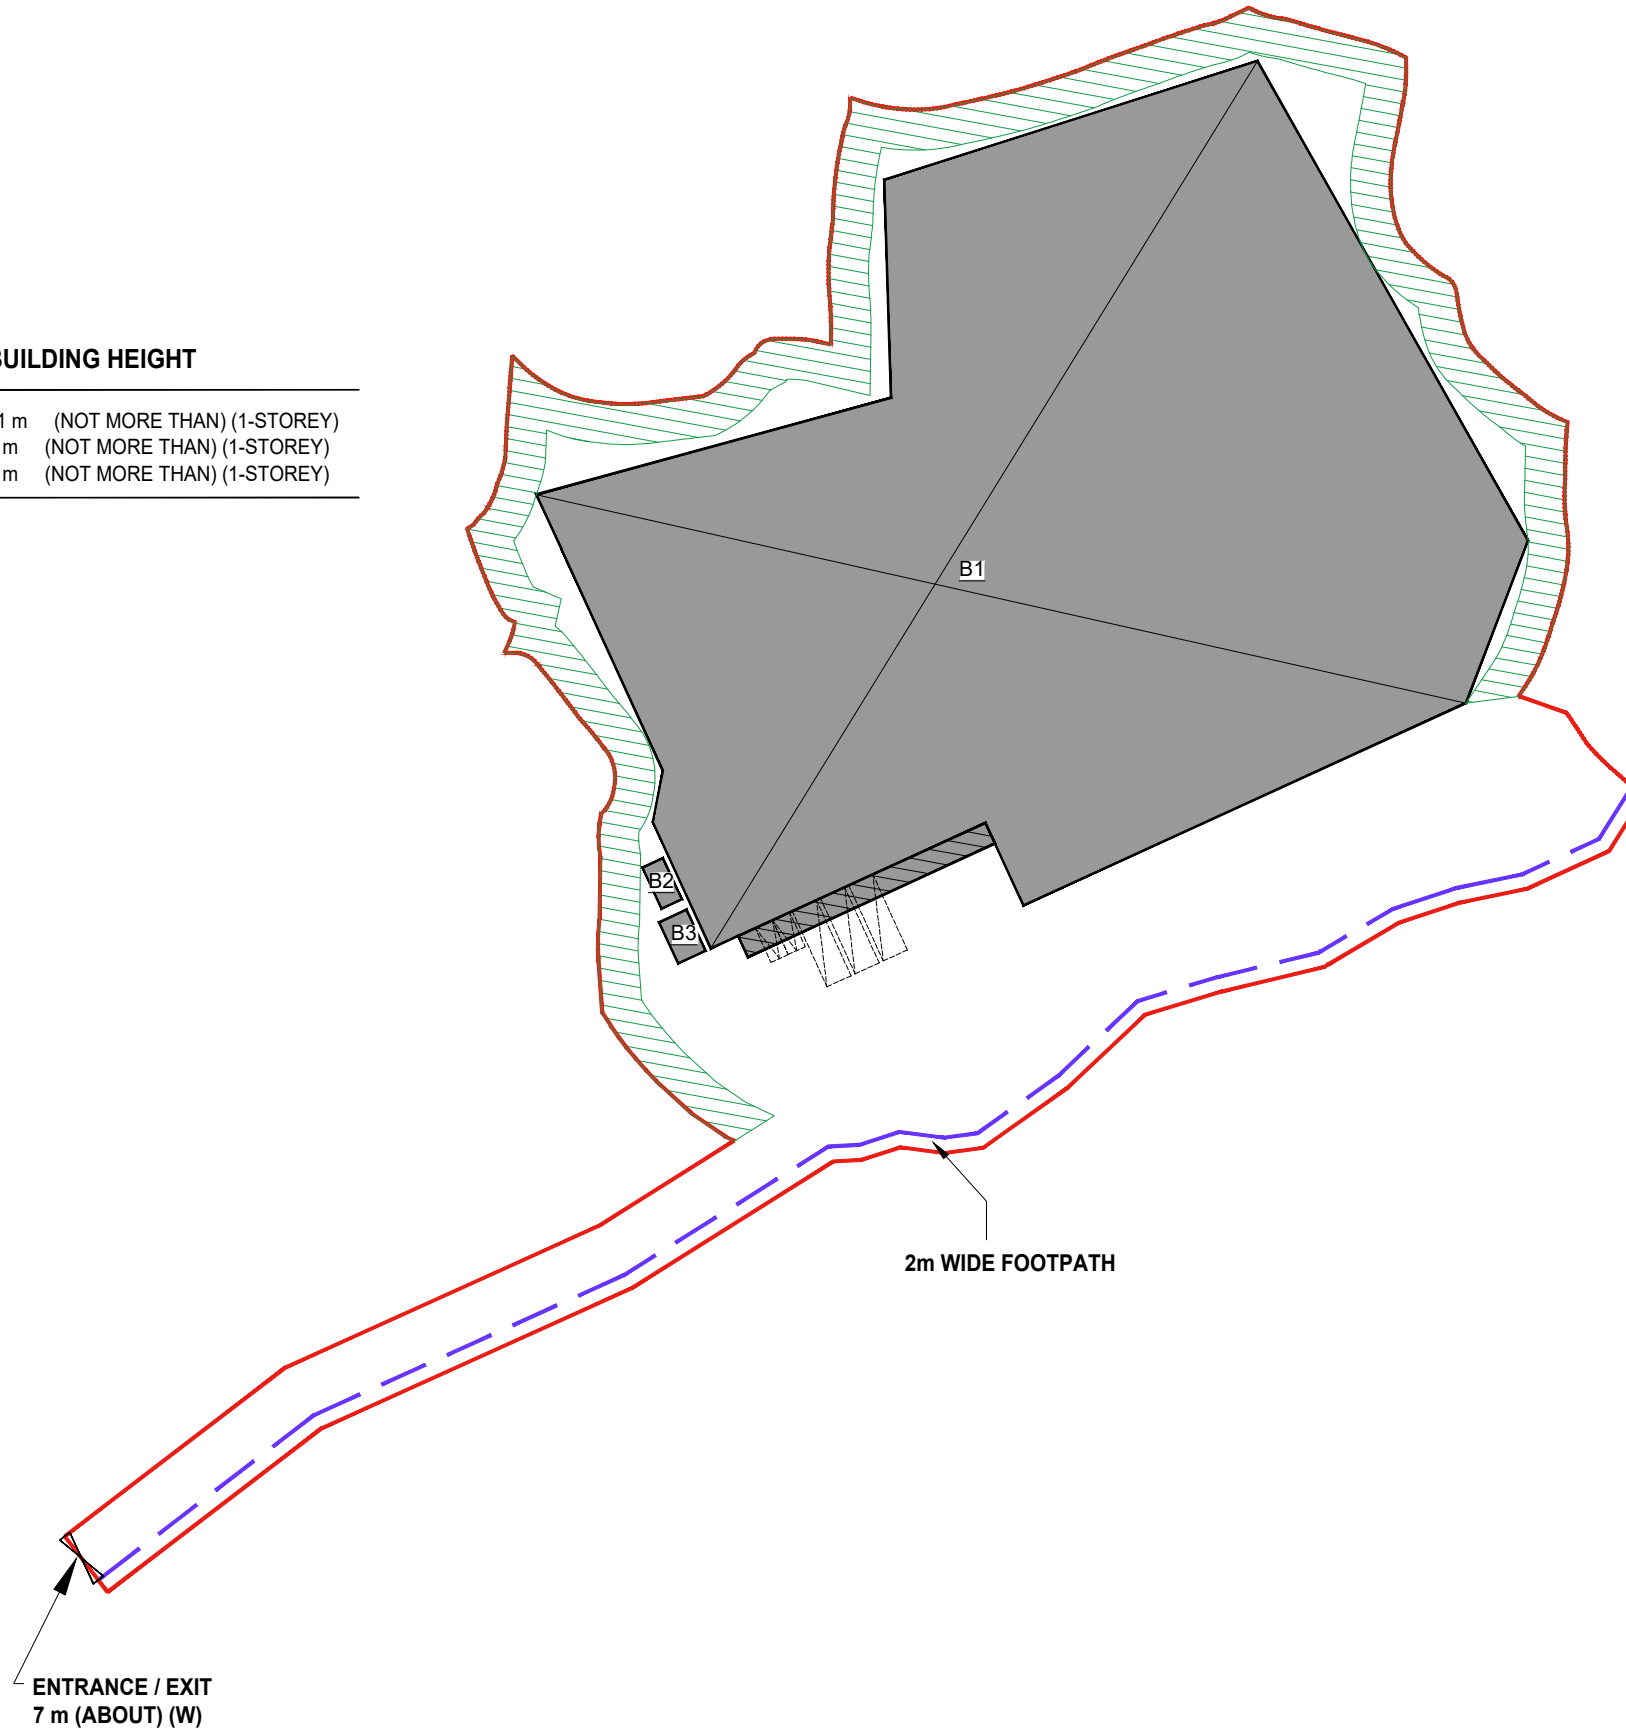 BUILDING HEIGHT
1 m (NOT MORE THAN) (1-STOREY)
m (NOT MORE THAN) (1-STOREY)
m (NOT MORE THAN) (1-STOREY)
B1
B2
B3
2m WIDE FOOTPATH
ENTRANCE / EXIT
7 m (ABOUT) (W)